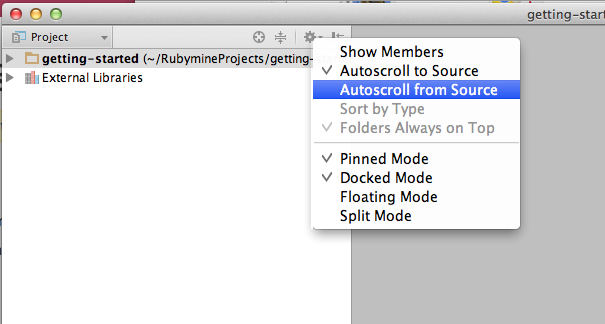 getting-star
Project
getting-started (~/RubymineProjects/getting-
External Libraries
Show Members
Autoscroll to Source
Autoscroll from Source
Sort by Type
Folders Always on Top
Pinned Mode
Docked Mode
Floating Mode
Split Mode